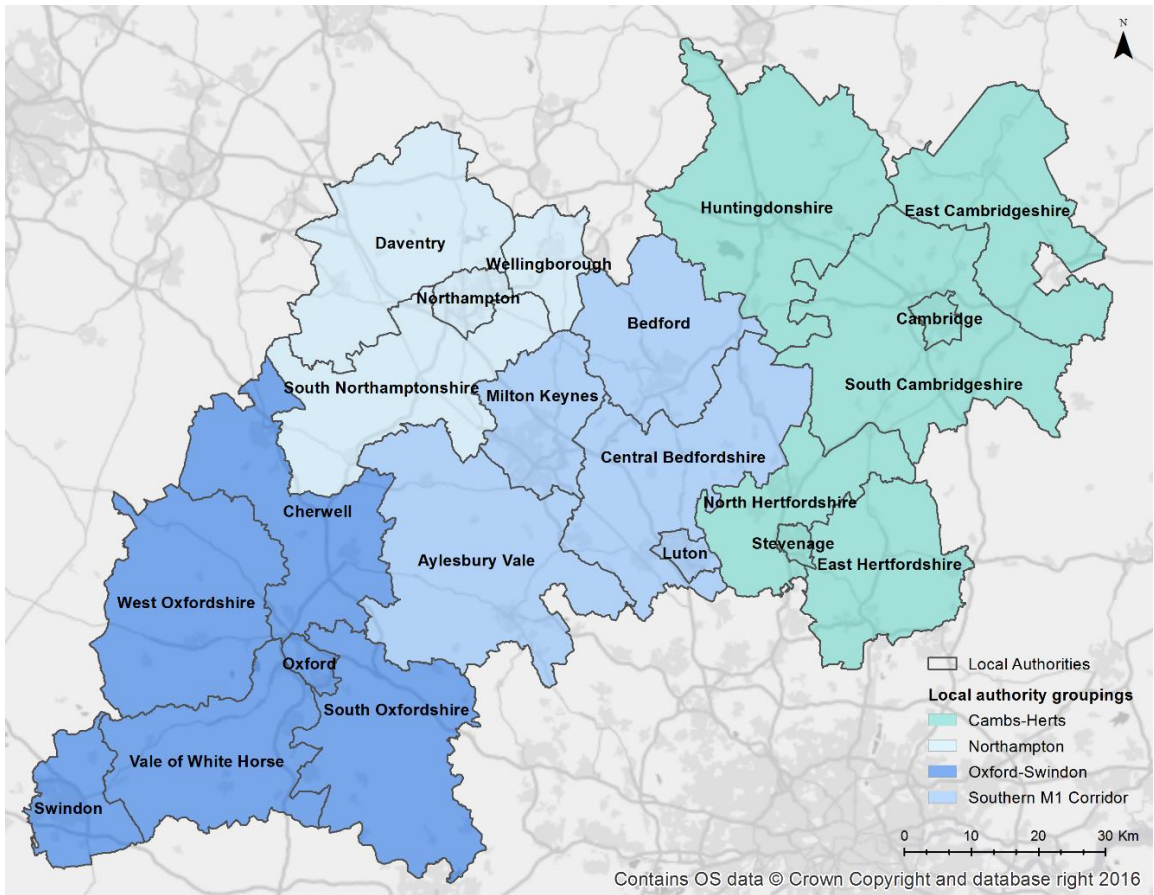 N
Huntingdonshire
East Cambridgeshire
Daventry
Wellingborough
Northampton
Bedford
Cambridge
South Northamptonshire
Milton Keynes
South Cambridgeshire
Central Bedfordshire
North Hertfordshire
Cherwell
Stevenage
Luton
Aylesbury Vale
East Hertfordshire
West Oxfordshire
Oxford
South Oxfordshire
Vale of White Horse
Swindon
Local Authorities
Local authority groupings
Cambs-Herts
Northampton
Oxford-Swindon
Southern M1 Corridor
0 10 20 30 Km
Contains OS data © Crown Copyright and database right 2016